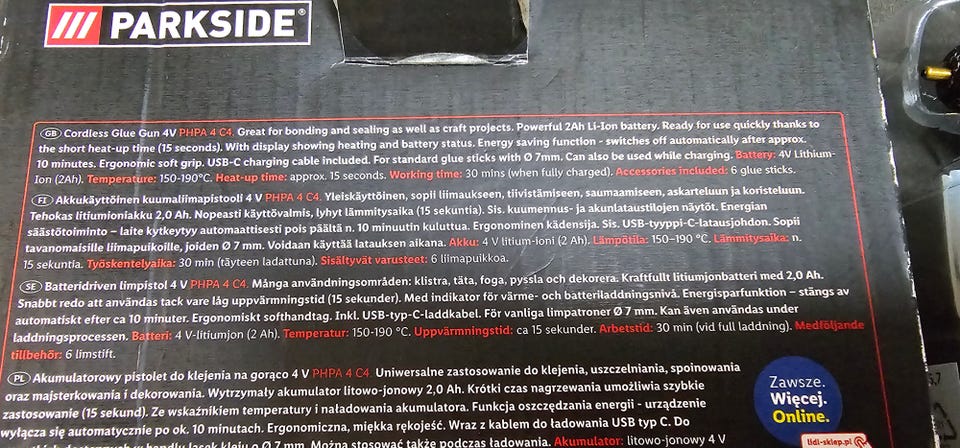 PARKSIDE®
GB Cordless Glue Gun 4V PHPA 4 C4. Great for bonding and sealing as well as craft projects. Powerful 2Ah Li-Ion battery. Ready for use quickly thanks to
the short heat-up time (15 seconds). With display showing heating and battery status. Energy saving function - switches off automatically after approx.
10 minutes. Ergonomic soft grip. USB-C charging cable included. For standard glue sticks with Ø 7mm. Can also be used while charging. Battery: 4V Lithium-
Ion (2Ah). Temperature: 150-190°C. Heat-up time: approx. 15 seconds. Working time: 30 mins (when fully charged). Accessories included: 6 glue sticks.
FI Akkukäyttöinen kuumaliimapistooli 4 V PHPA 4 C4. Yleiskäyttöinen, sopii liimaukseen, tiivistämiseen, saumaamiseen, askarteluun ja koristeluun.
Tehokas litiumioniakku 2,0 Ah. Nopeasti käyttövalmis, lyhyt lämmitysaika (15 sekuntia). Sis. kuumennus- ja akunlataustilojen näytöt. Energian
säästötoiminto – laite kytkeytyy automaattisesti pois päältä n. 10 minuutin kuluttua. Ergonominen kädensija. Sis. USB-tyyppi-C-latausjohdon. Sopii
tavanomaisille liimapuikoille, joiden Ø 7 mm. Voidaan käyttää latauksen aikana. Akku: 4 V litium-ioni (2 Ah). Lämpötila: 150–190 °C. Lämmitysaika: n.
15 sekuntia. Työskentelyaika: 30 min (täyteen ladattuna). Sisältyvät varusteet: 6 liimapuikkoa.
SE Batteridriven limpistol 4 V PHPA 4 C4. Många användningsområden: klistra, täta, foga, pyssla och dekorera. Kraftfullt litiumjonbatteri med 2,0 Ah.
Snabbt redo att användas tack vare låg uppvärmningstid (15 sekunder). Med indikator för värme- och batteriladdningsnivå. Energisparfunktion – stängs av
automatiskt efter ca 10 minuter. Ergonomiskt softhandtag. Inkl. USB-typ-C-laddkabel. För vanliga limpatroner Ø 7 mm. Kan även användas under
laddningsprocessen. Batteri: 4 V-litiumjon (2 Ah). Temperatur: 150-190 °C. Uppvärmningstid: ca 15 sekunder. Arbetstid: 30 min (vid full laddning). Medföljande
tillbehör: 6 limstift.
PL Akumulatorowy pistolet do klejenia na gorąco 4 V PHPA 4 C4. Uniwersalne zastosowanie do klejenia, uszczelniania, spoinowania
oraz majsterkowania i dekorowania. Wytrzymały akumulator litowo-jonowy 2,0 Ah. Krótki czas nagrzewania umożliwia szybkie
zastosowanie (15 sekund). Ze wskaźnikiem temperatury i naładowania akumulatora. Funkcja oszczędzania energii - urządzenie
wyłącza się automatycznie po ok. 10 minutach. Ergonomiczna, miękka rękojeść. Wraz z kablem do ładowania USB typ C. Do
w handlu lasek kleju o Ø 7 mm. Można stosować także podczas ładowania. Akumulator: litowo-jonowy 4 V
Zawsze.
Więcej.
Online.
lidl-sklep.pl